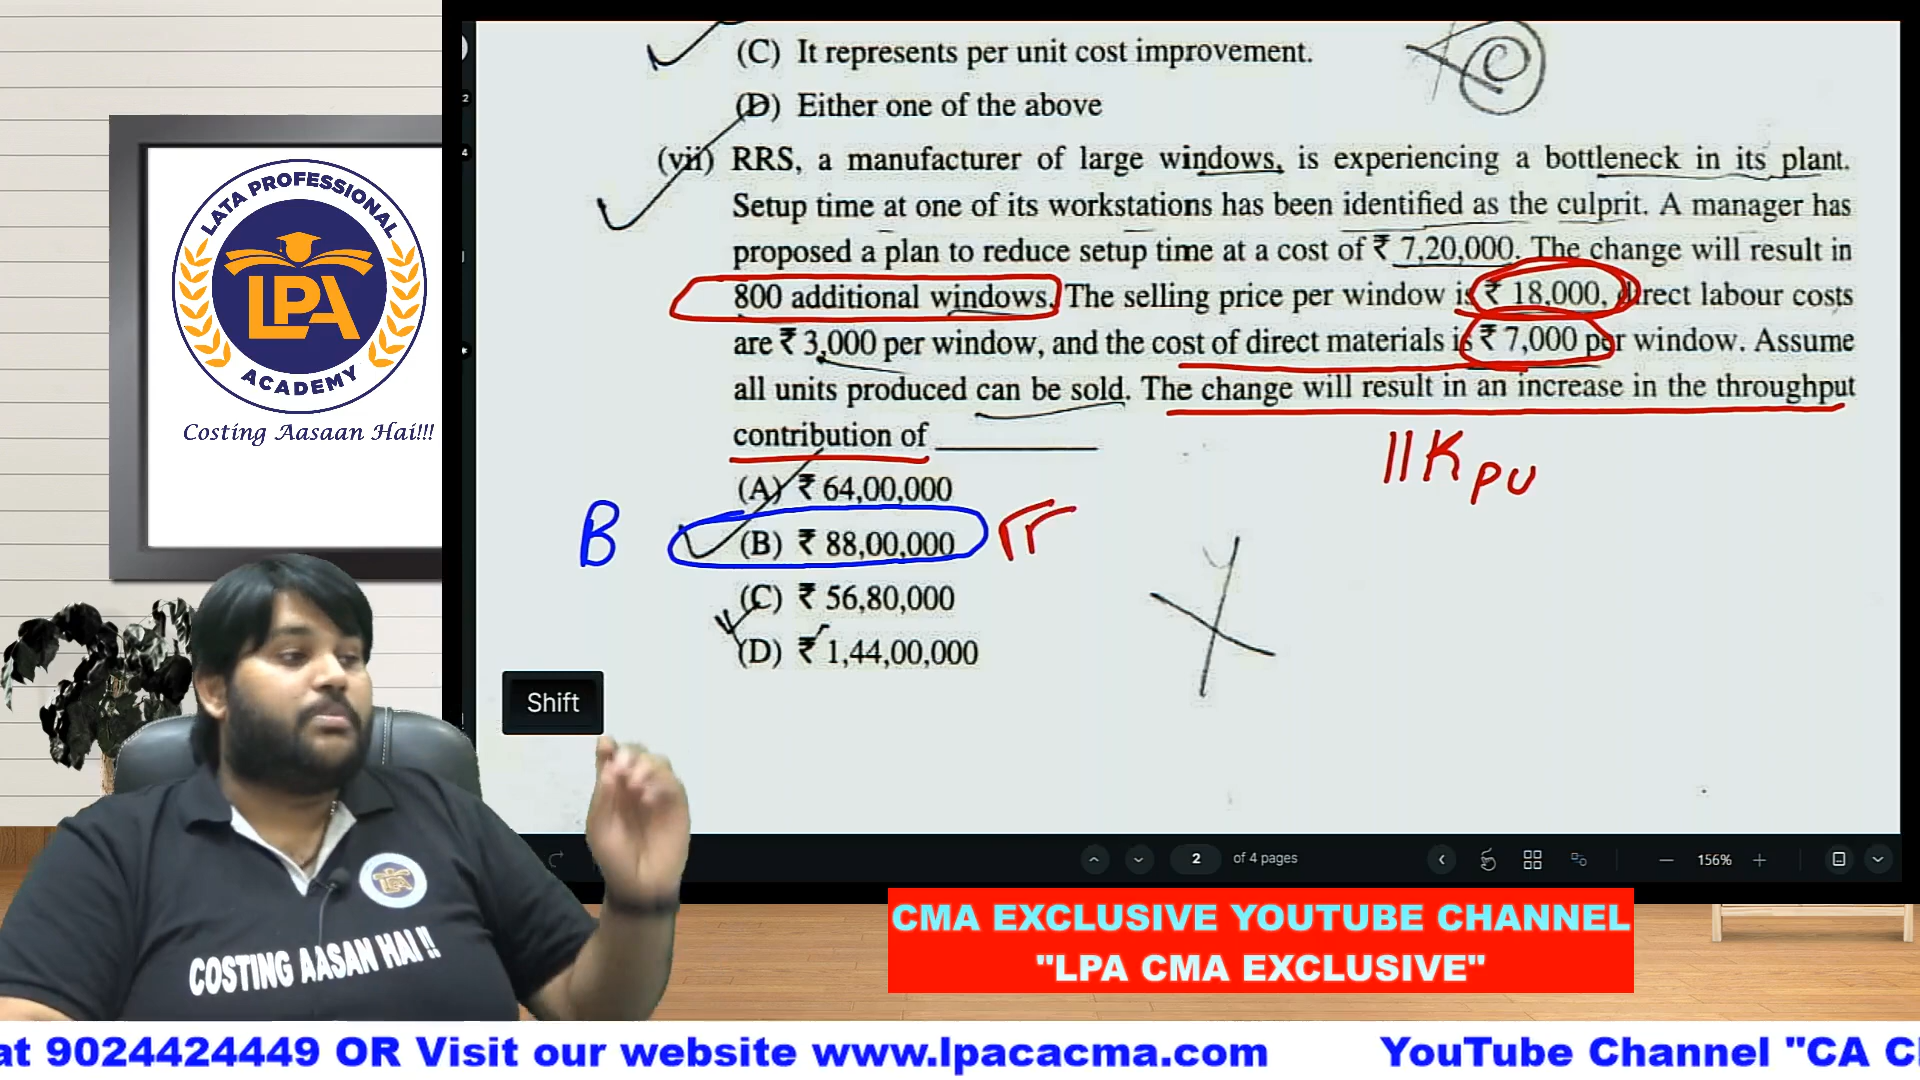 (C) It represents per unit cost improvement.
(D) Either one of the above
(vii) RRS, a manufacturer of large windows, is experiencing a bottleneck in its plant.
Setup time at one of its workstations has been identified as the culprit. A manager has
proposed a plan to reduce setup time at a cost of ₹ 7,20,000. The change will result in
800 additional windows. The selling price per window is ₹ 18,000, direct labour costs
are ₹ 3,000 per window, and the cost of direct materials is ₹ 7,000 per window. Assume
all units produced can be sold. The change will result in an increase in the throughput
contribution of ____________
11K PU
(A) ₹ 64,00,000
B
(B) ₹ 88,00,000
(C) ₹ 56,80,000
(D) ₹ 1,44,00,000
Shift
2 of 4 pages
156%
LATA PROFESSIONAL
LPA
ACADEMY
Costing Aasaan Hai!!!
LPA
COSTING AASAN HAI !!
CMA EXCLUSIVE YOUTUBE CHANNEL
"LPA CMA EXCLUSIVE"
at 9024424449 OR Visit our website www.lpacacma.com YouTube Channel "CA